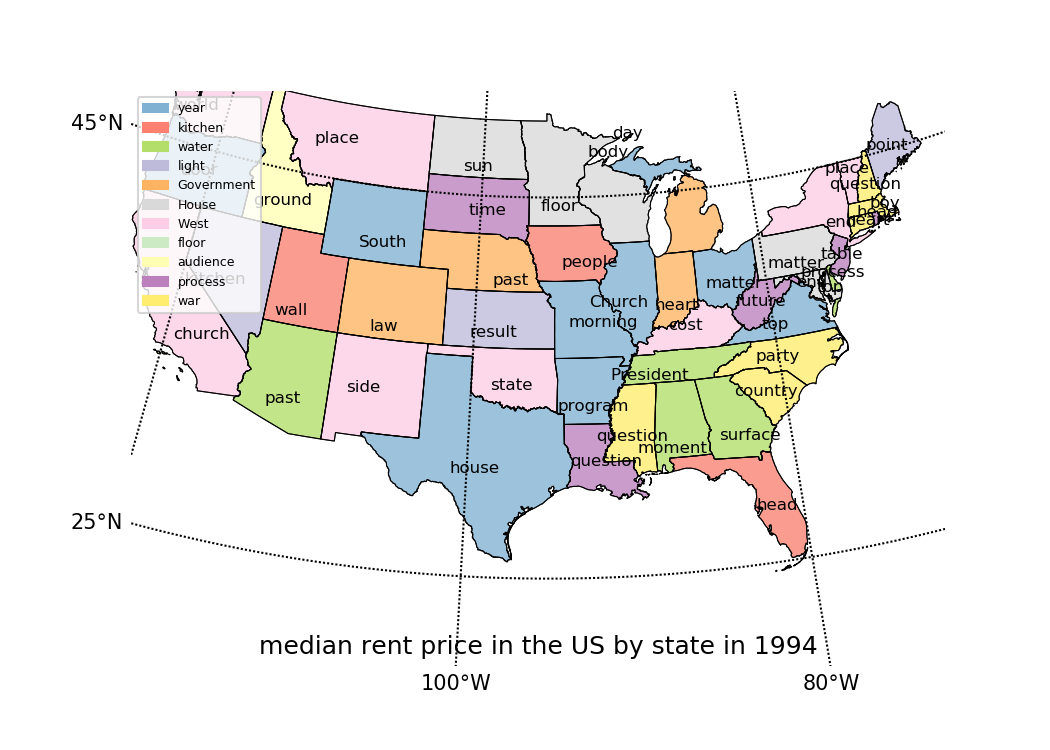 45°N
25°N
100°W
80°W
year
kitchen
water
light
Government
House
West
floor
audience
process
war
place
sun
day
body
point
place
question
ground
time
floor
boy
head
heart
end
South
people
past
matter
table
process
end
top
kitchen
wall
law
result
Church
morning
heart
matter
future
cost
top
church
past
side
state
program
President
party
country
question
moment
surface
question
house
head
median rent price in the US by state in 1994